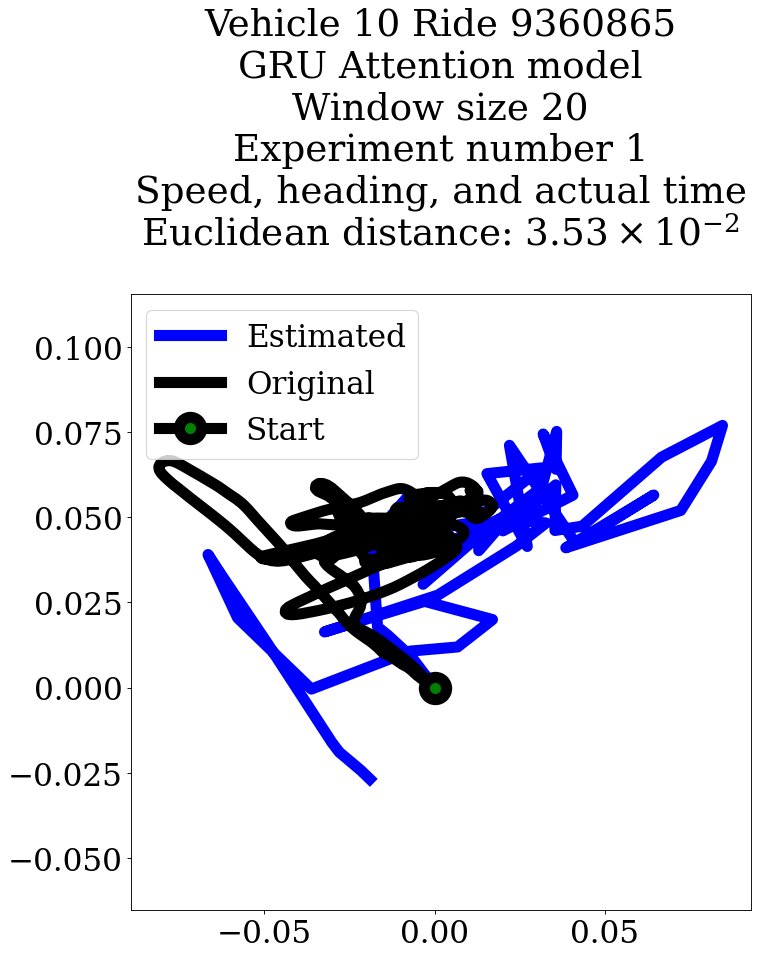 Vehicle 10 Ride 9360865
GRU Attention model
Window size 20
Experiment number 1
Speed, heading, and actual time
Euclidean distance: 3.53 × 10⁻²
Estimated
Original
Start
0.100
0.075
0.050
0.025
0.000
−0.025
−0.050
−0.05
0.00
0.05